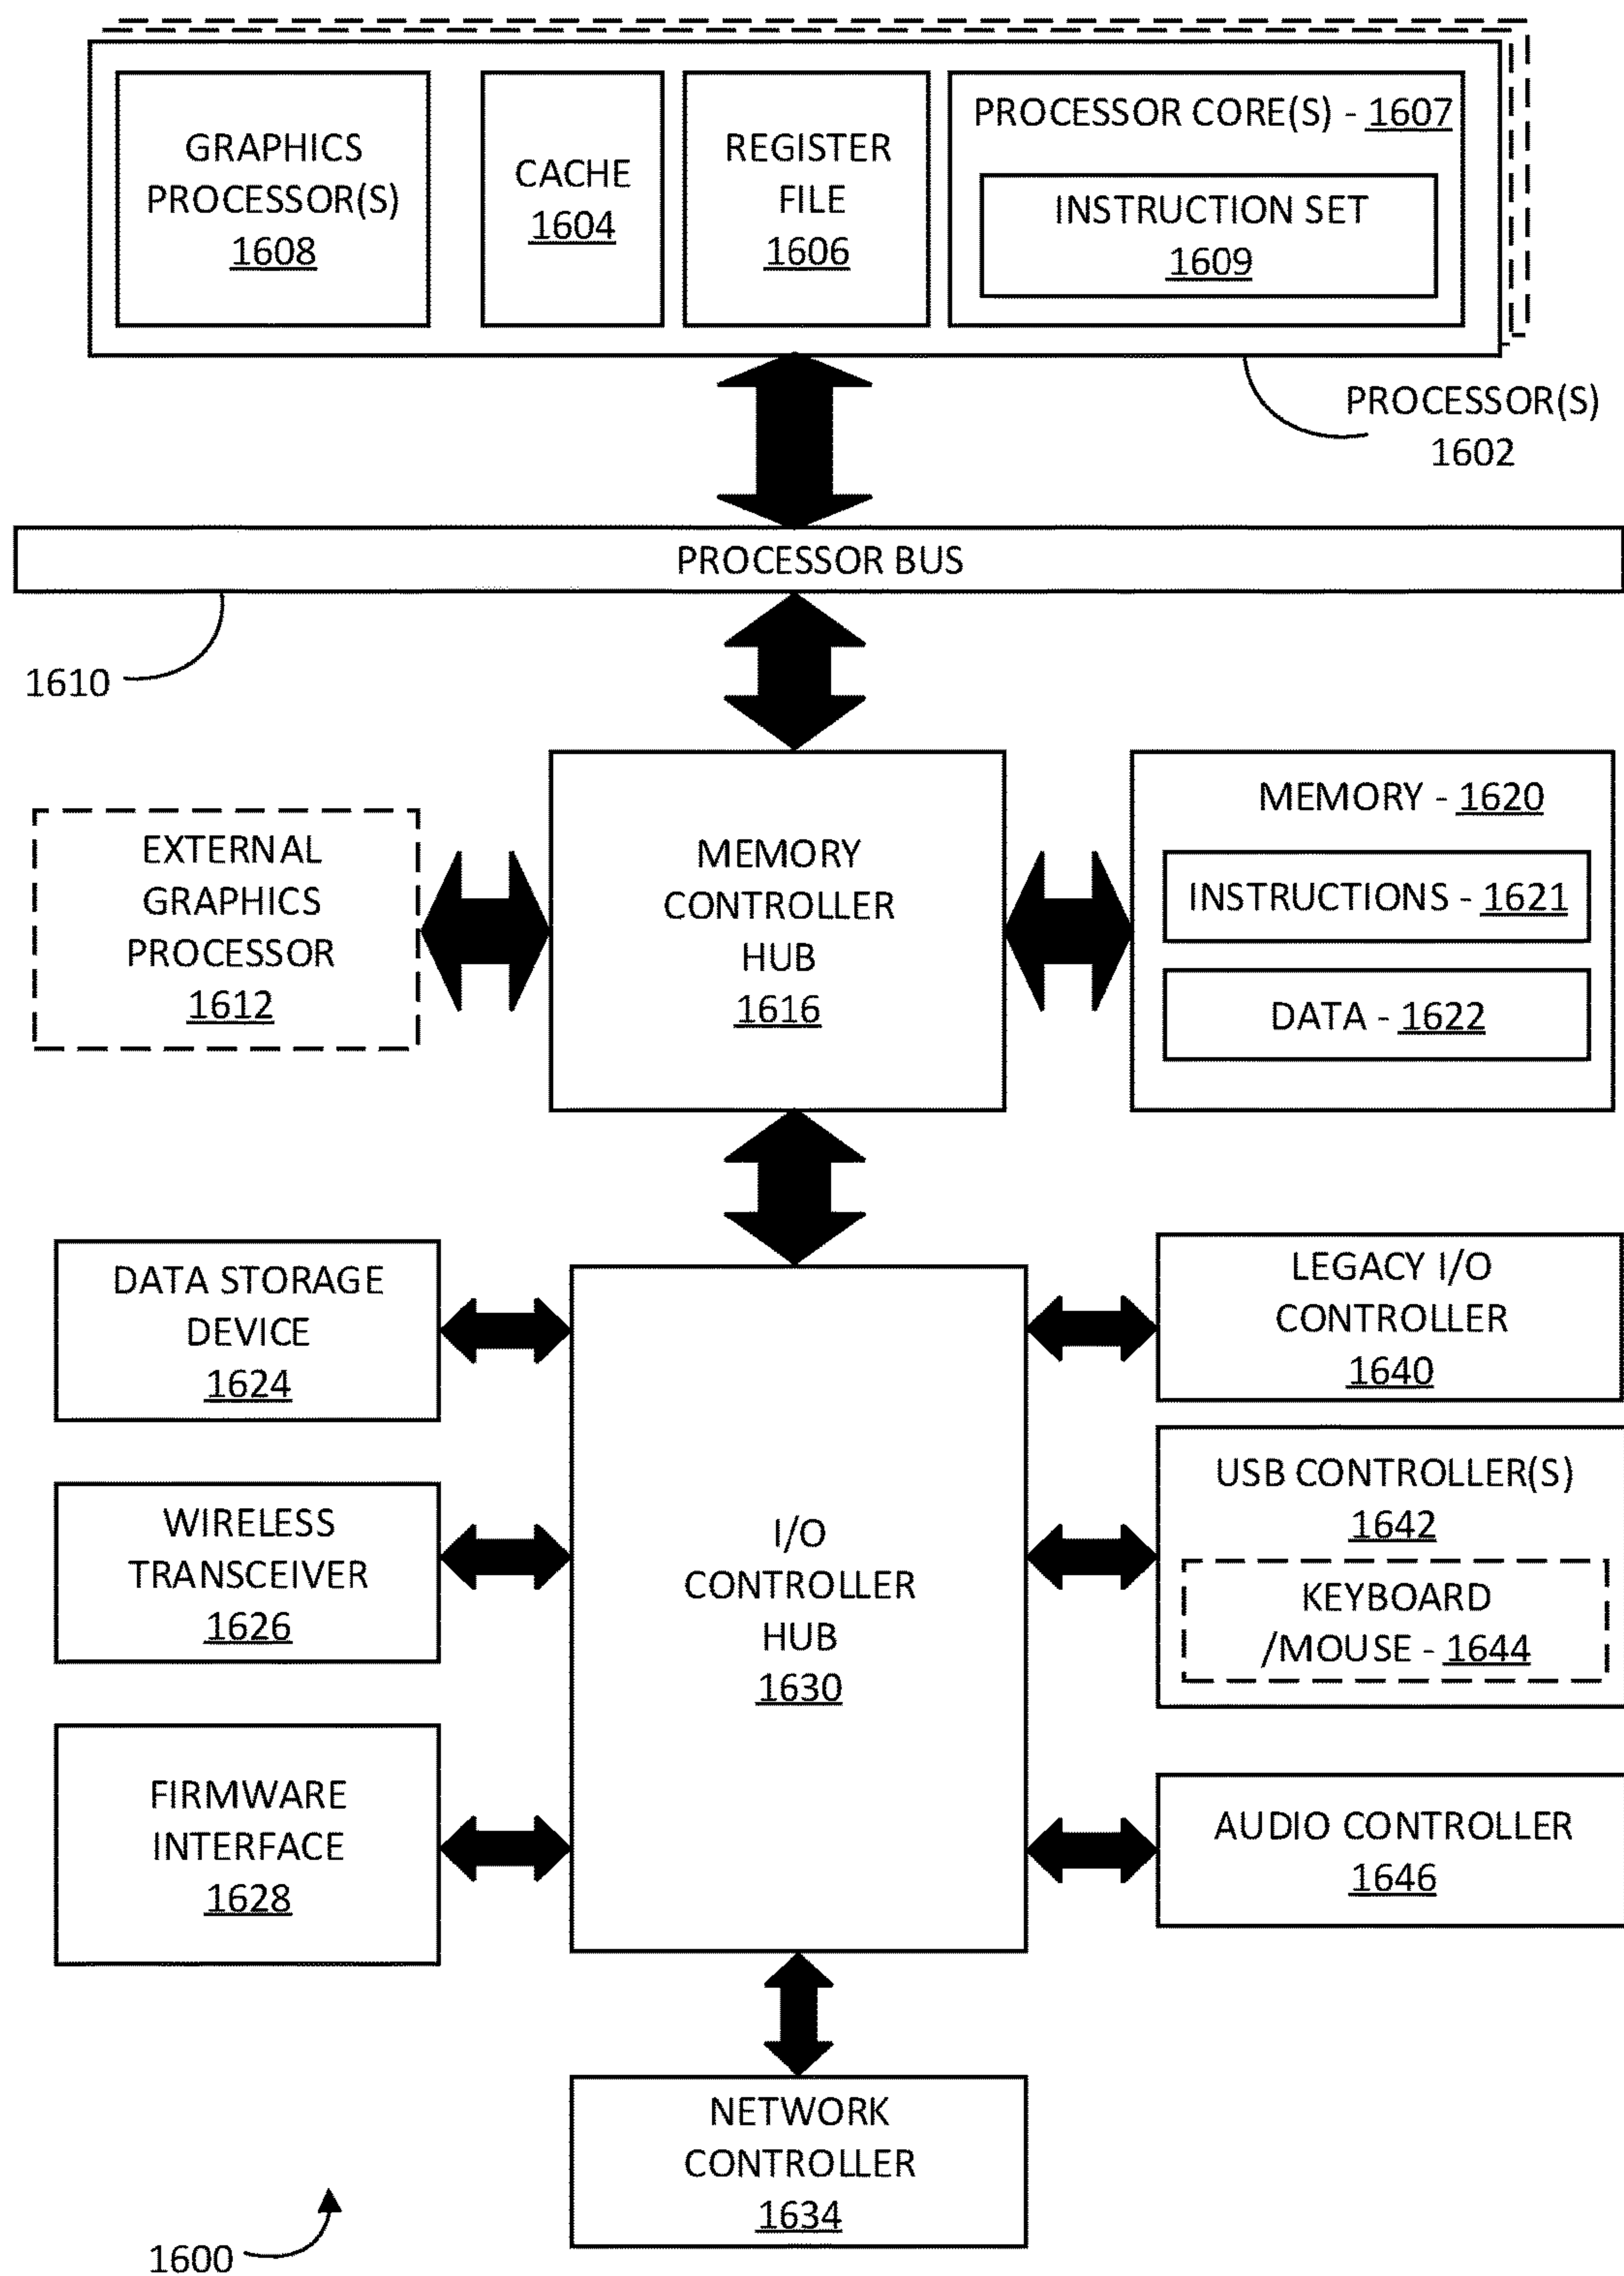 GRAPHICS
PROCESSOR(S)
1608
CACHE
1604
REGISTER
FILE
1606
PROCESSOR CORE(S) - 1607
INSTRUCTION SET
1609
PROCESSOR(S)
1602
PROCESSOR BUS
1610
EXTERNAL
GRAPHICS
PROCESSOR
1612
MEMORY
CONTROLLER
HUB
1616
MEMORY - 1620
INSTRUCTIONS - 1621
DATA - 1622
DATA STORAGE
DEVICE
1624
WIRELESS
TRANSCEIVER
1626
FIRMWARE
INTERFACE
1628
I/O
CONTROLLER
HUB
1630
LEGACY I/O
CONTROLLER
1640
USB CONTROLLER(S)
1642
KEYBOARD
/MOUSE - 1644
AUDIO CONTROLLER
1646
NETWORK
CONTROLLER
1634
1600